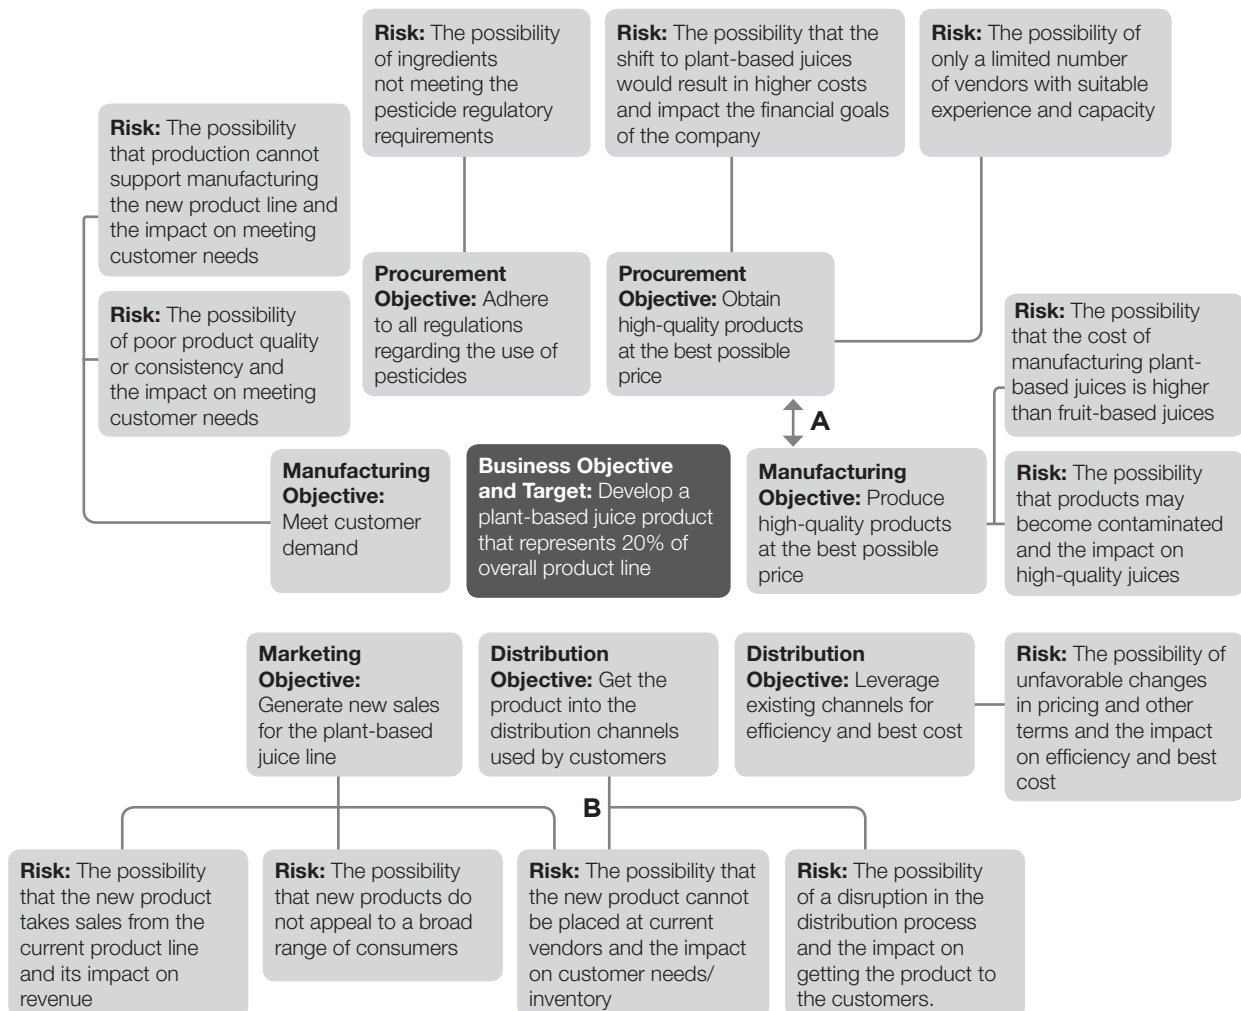 Risk: The possibility
of ingredients
not meeting the
pesticide regulatory
requirements
Risk: The possibility that the
shift to plant-based juices
would result in higher costs
and impact the financial goals
of the company
Risk: The possibility of
only a limited number
of vendors with suitable
experience and capacity
Risk: The possibility
that production cannot
support manufacturing
the new product line and
the impact on meeting
customer needs
Procurement
Objective: Adhere
to all regulations
regarding the use of
pesticides
Procurement
Objective: Obtain
high-quality products
at the best possible
price
Risk: The possibility
of poor product quality
or consistency and
the impact on meeting
customer needs
Risk: The possibility
that the cost of
manufacturing plant-
based juices is higher
than fruit-based juices
A
Manufacturing
Objective:
Meet customer
demand
Business Objective
and Target: Develop a
plant-based juice product
that represents 20% of
overall product line
Manufacturing
Objective: Produce
high-quality products
at the best possible
price
Risk: The possibility
that products may
become contaminated
and the impact on
high-quality juices
Marketing
Objective:
Generate new sales
for the plant-based
juice line
Distribution
Objective: Get the
product into the
distribution channels
used by customers
Distribution
Objective: Leverage
existing channels for
efficiency and best cost
Risk: The possibility of
unfavorable changes
in pricing and other
terms and the impact
on efficiency and best
cost
B
Risk: The possibility
that the new product
takes sales from the
current product line
and its impact on
revenue
Risk: The possibility
that new products do
not appeal to a broad
range of consumers
Risk: The possibility that
the new product cannot
be placed at current
vendors and the impact
on customer needs/
inventory
Risk: The possibility
of a disruption in the
distribution process
and the impact on
getting the product to
the customers.